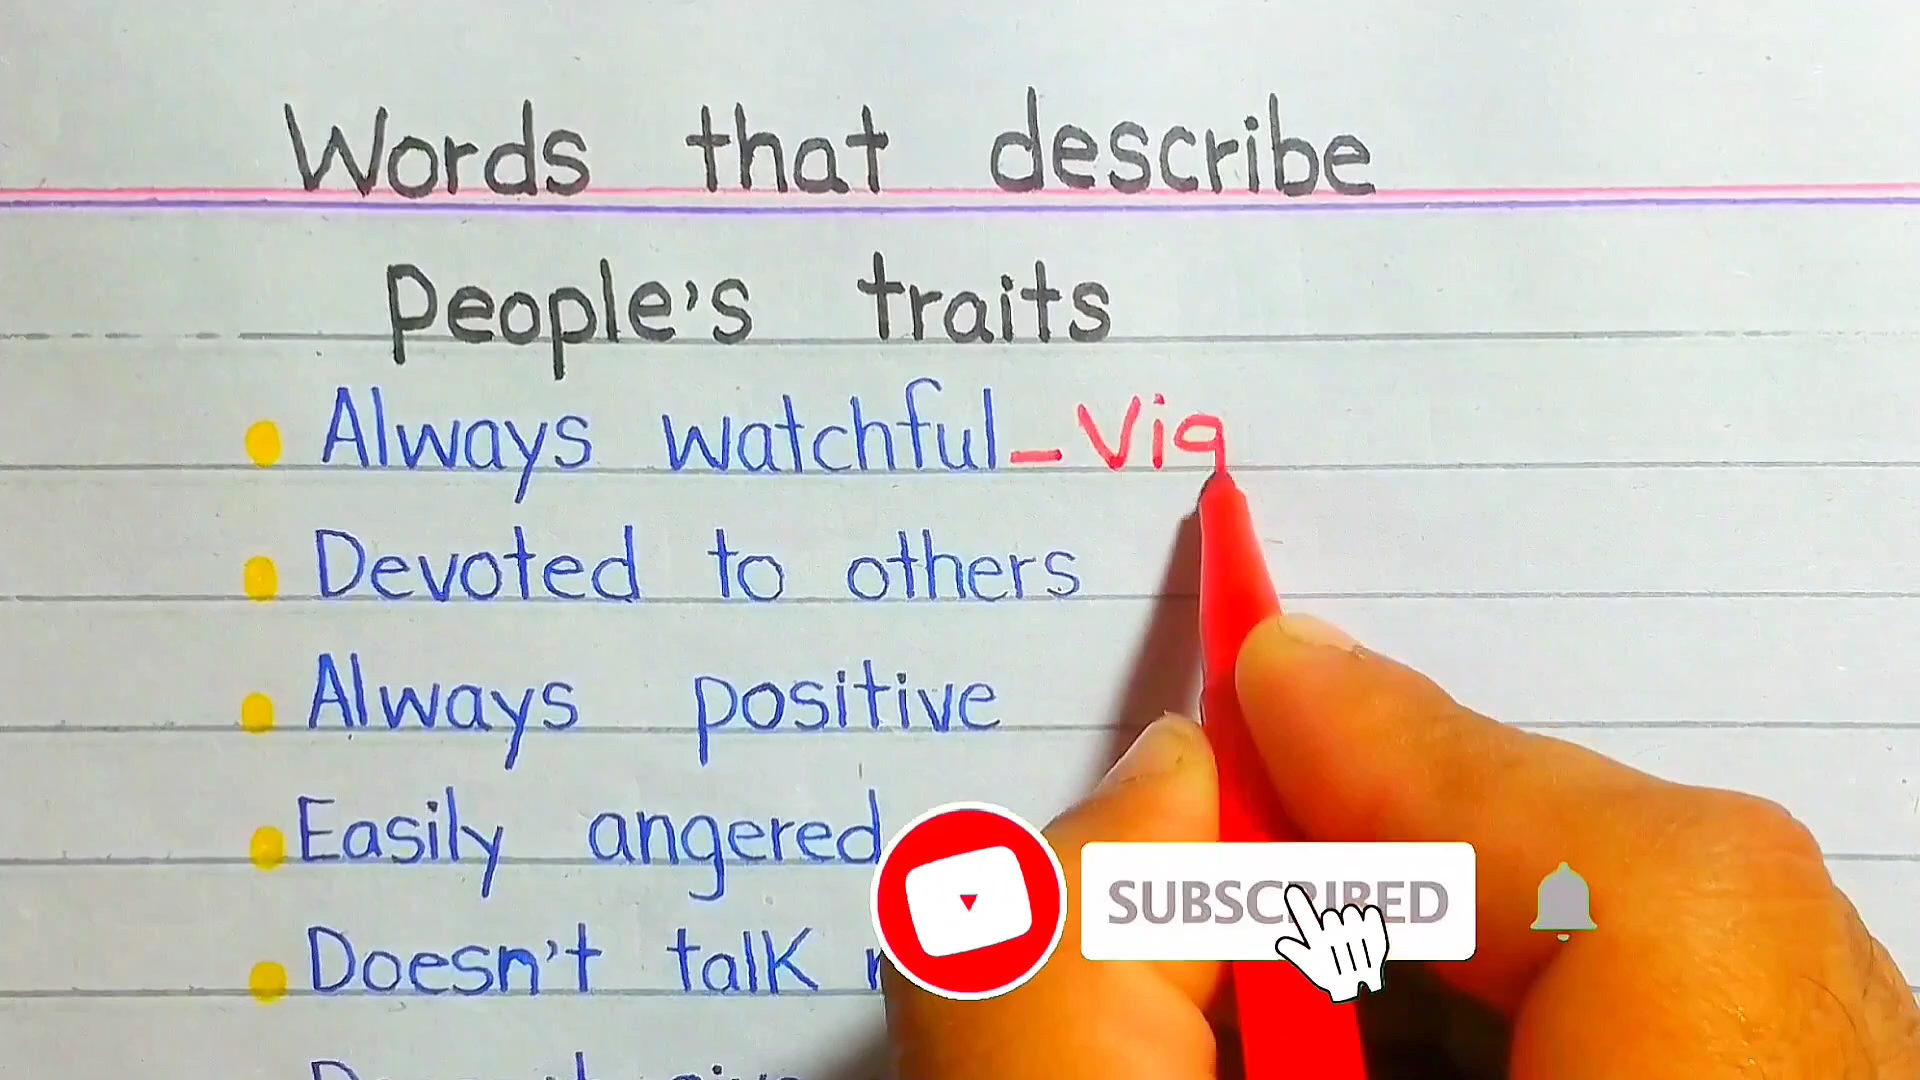 Words that describe
People's traits
Always watchful - Vig
Devoted to others
Always positive
Easily angered
Doesn't talk
SUBSCRIBED